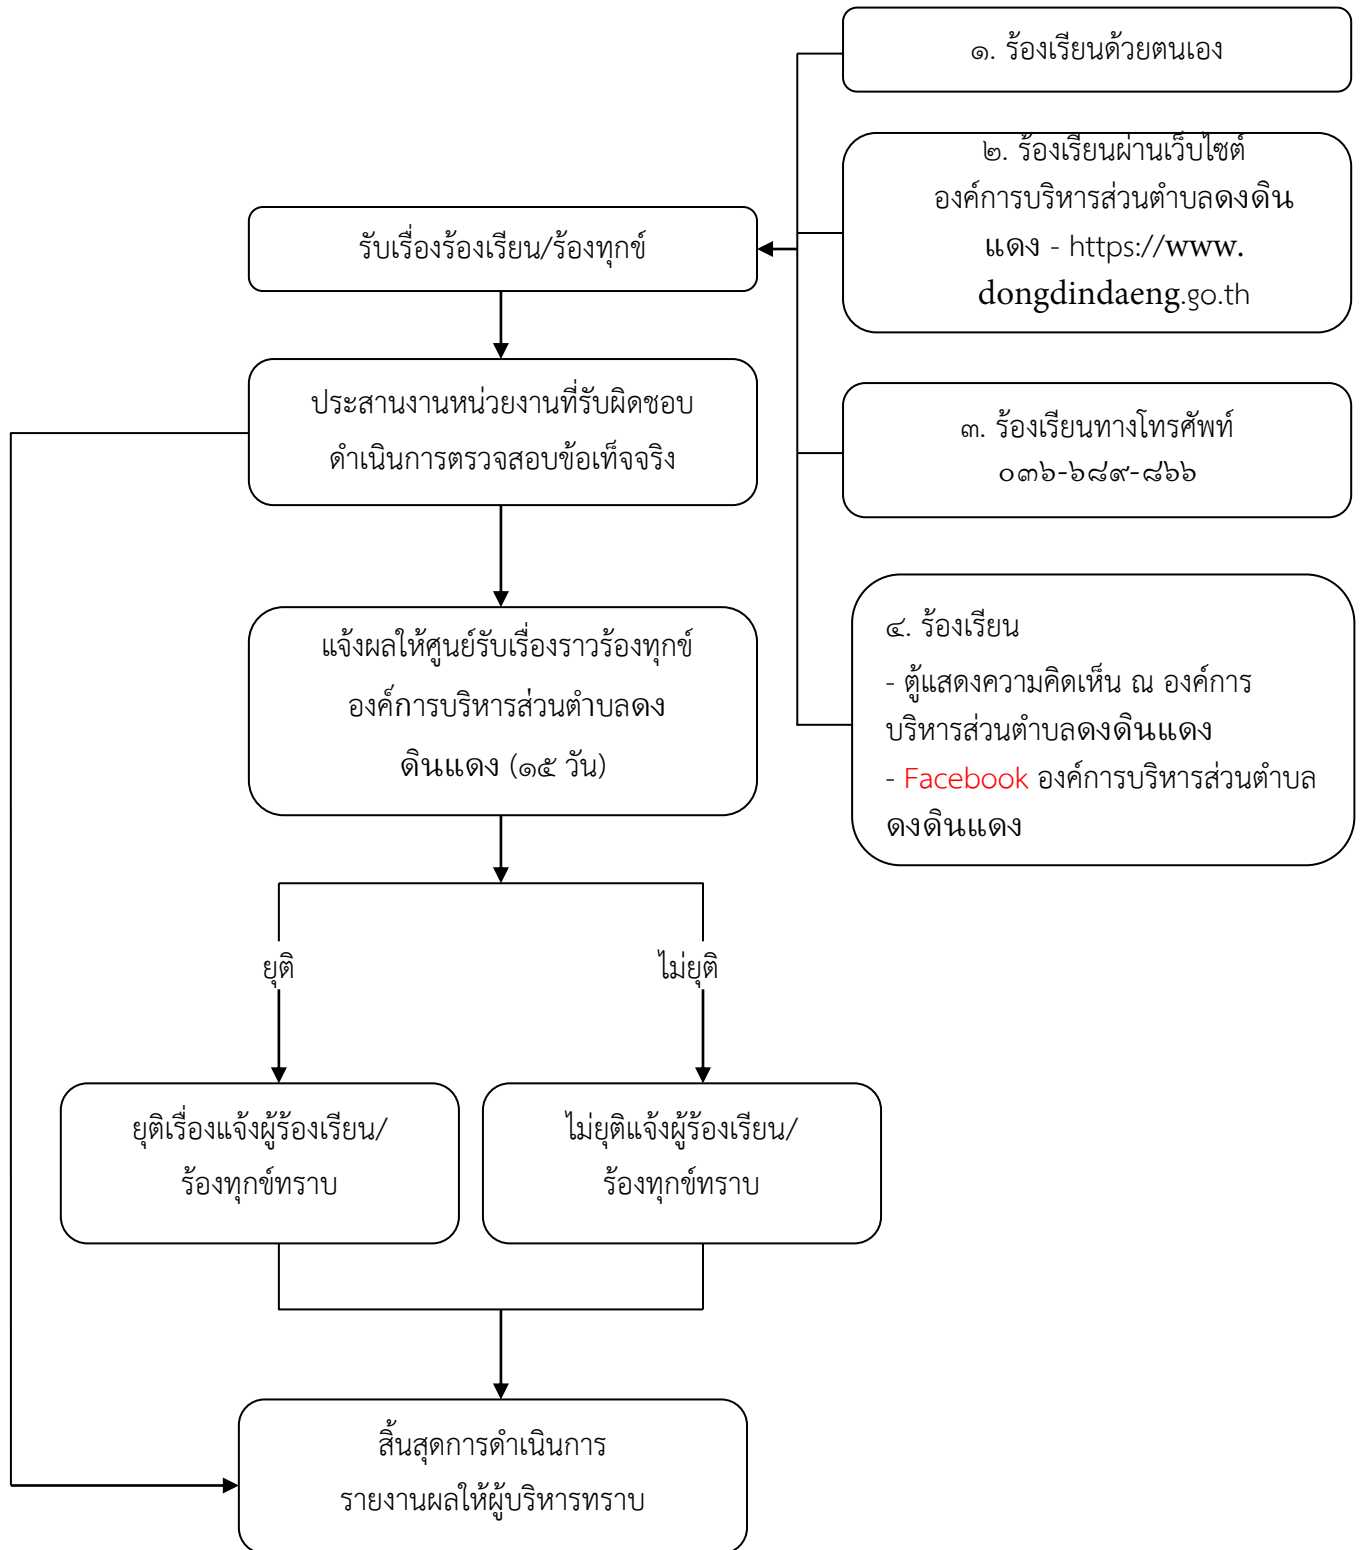 ๑. ร้องเรียนด้วยตนเอง
๒. ร้องเรียนผ่านเว็บไซต์
องค์การบริหารส่วนตำบลดงดิน
แดง - https://www.
dongdindaeng.go.th
๓. ร้องเรียนทางโทรศัพท์
๐๓๖-๖๘๙-๘๖๖
๔. ร้องเรียน
- ตู้แสดงความคิดเห็น ณ องค์การ
บริหารส่วนตำบลดงดินแดง
- Facebook องค์การบริหารส่วนตำบล
ดงดินแดง
รับเรื่องร้องเรียน/ร้องทุกข์
ประสานงานหน่วยงานที่รับผิดชอบ
ดำเนินการตรวจสอบข้อเท็จจริง
แจ้งผลให้ศูนย์รับเรื่องราวร้องทุกข์
องค์การบริหารส่วนตำบลดง
ดินแดง (๑๕ วัน)
ยุติ
ไม่ยุติ
ยุติเรื่องแจ้งผู้ร้องเรียน/
ร้องทุกข์ทราบ
ไม่ยุติแจ้งผู้ร้องเรียน/
ร้องทุกข์ทราบ
สิ้นสุดการดำเนินการ
รายงานผลให้ผู้บริหารทราบ